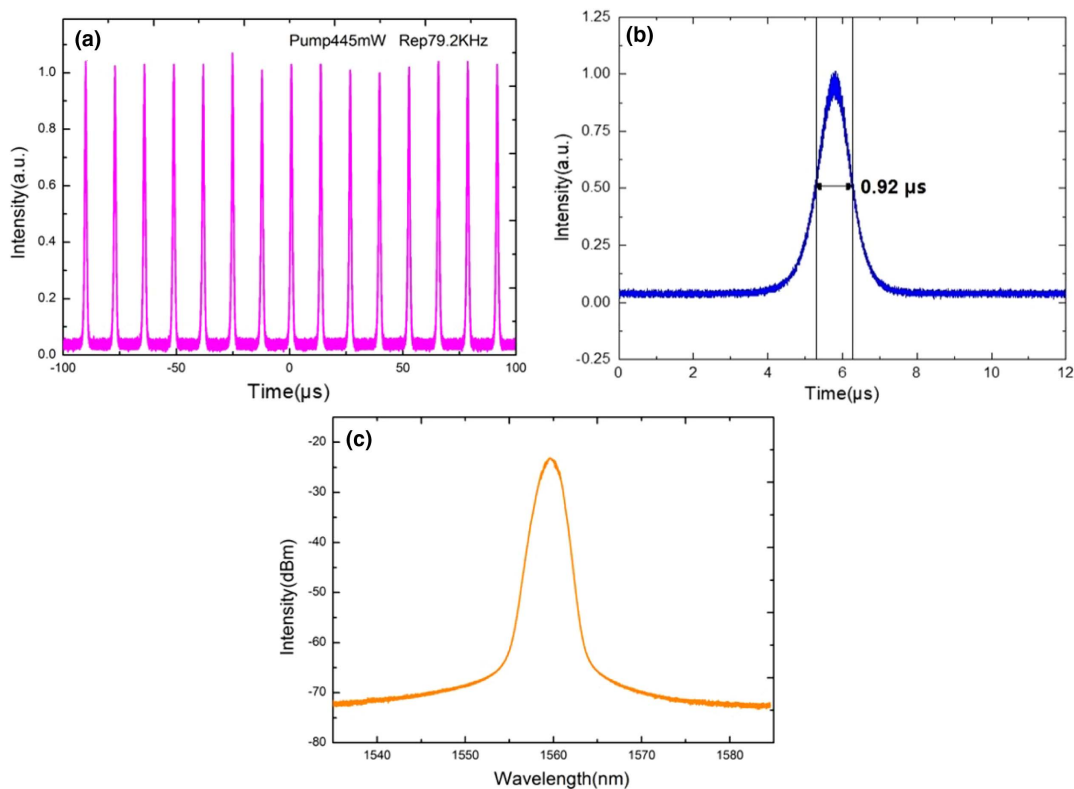 (a)
Pump445mW Rep79.2KHz
Intensity(a.u.)
1.0
0.8
0.6
0.4
0.2
0.0
-100 -50 0 50 100
Time(µs)
(b)
Intensity(a.u.)
1.25
1.00
0.75
0.50
0.25
0.00
-0.25
0.92 µs
0 2 4 6 8 10 12
Time(µs)
(c)
Intensity(dBm)
-20
-30
-40
-50
-60
-70
-80
1540 1550 1560 1570 1580
Wavelength(nm)